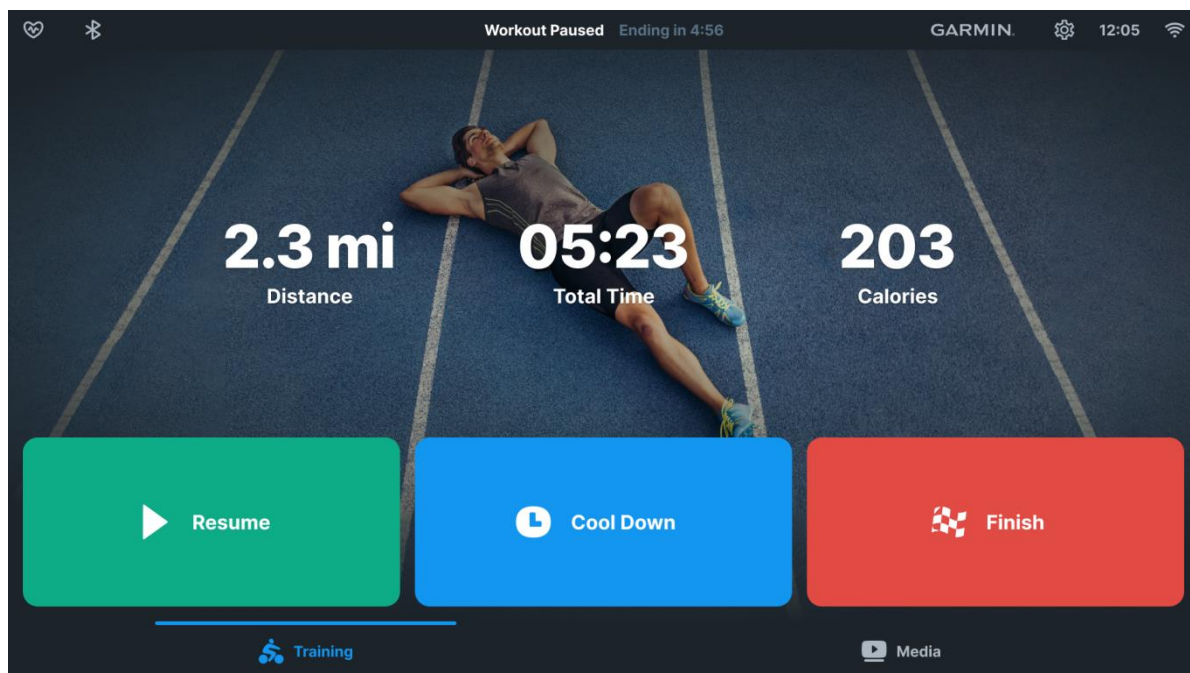 Workout Paused Ending in 4:56 GARMIN. 12:05
2.3 mi 05:23 203
Distance Total Time Calories
Resume Cool Down Finish
Training Media